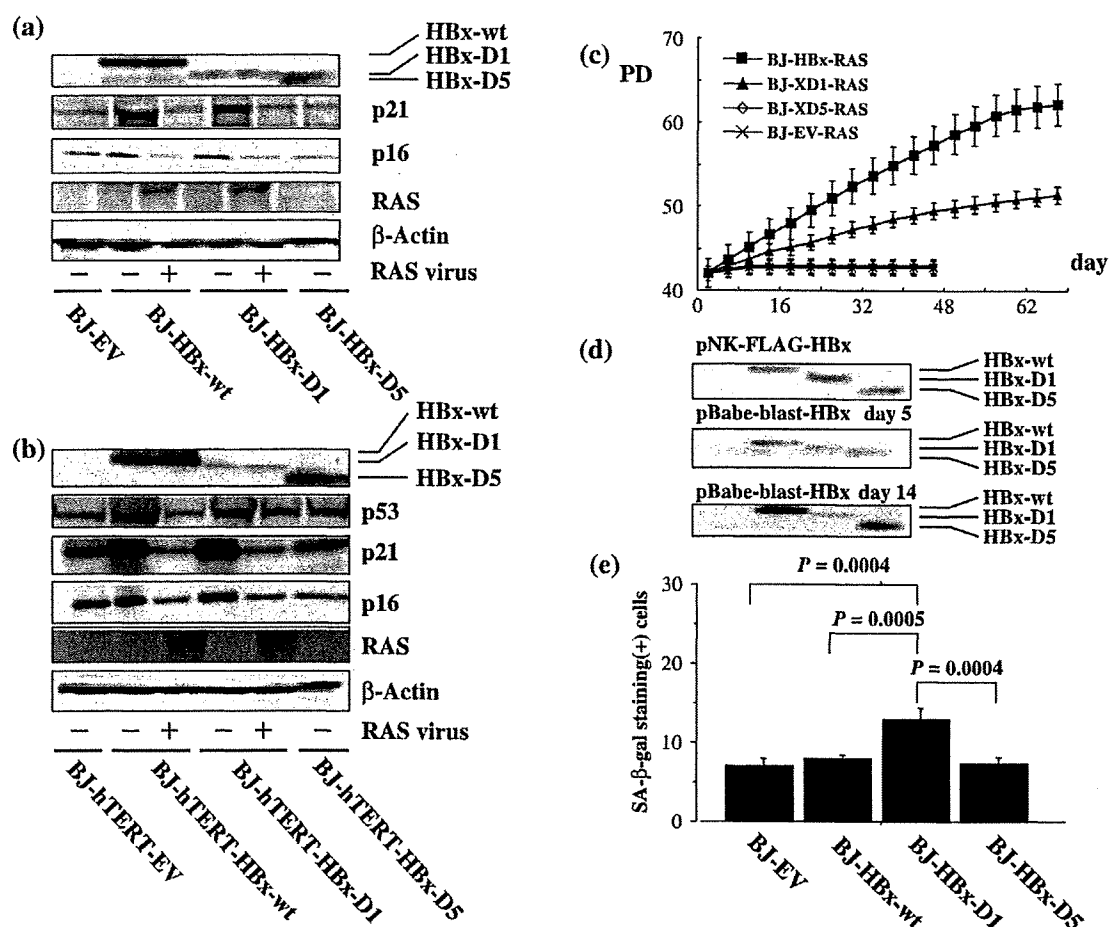 (a)
HBx-wt
HBx-D1
HBx-D5
p21
p16
RAS
β-Actin
− − + − + − RAS virus
BJ-EV
BJ-HBx-wt
BJ-HBx-D1
BJ-HBx-D5
(b)
HBx-wt
HBx-D1
HBx-D5
p53
p21
p16
RAS
β-Actin
− − + − + − RAS virus
BJ-hTERT-EV
BJ-hTERT-HBx-wt
BJ-hTERT-HBx-D1
BJ-hTERT-HBx-D5
(c)
PD
70
60
50
40
BJ-HBx-RAS
BJ-XD1-RAS
BJ-XD5-RAS
BJ-EV-RAS
day
0 16 32 48 62
(d)
pNK-FLAG-HBx
HBx-wt
HBx-D1
HBx-D5
pBabe-blast-HBx day 5
HBx-wt
HBx-D1
HBx-D5
pBabe-blast-HBx day 14
HBx-wt
HBx-D1
HBx-D5
(e)
SA-β-gal staining(+) cells
30
20
10
0
P = 0.0004
P = 0.0005
P = 0.0004
BJ-EV
BJ-HBx-wt
BJ-HBx-D1
BJ-HBx-D5